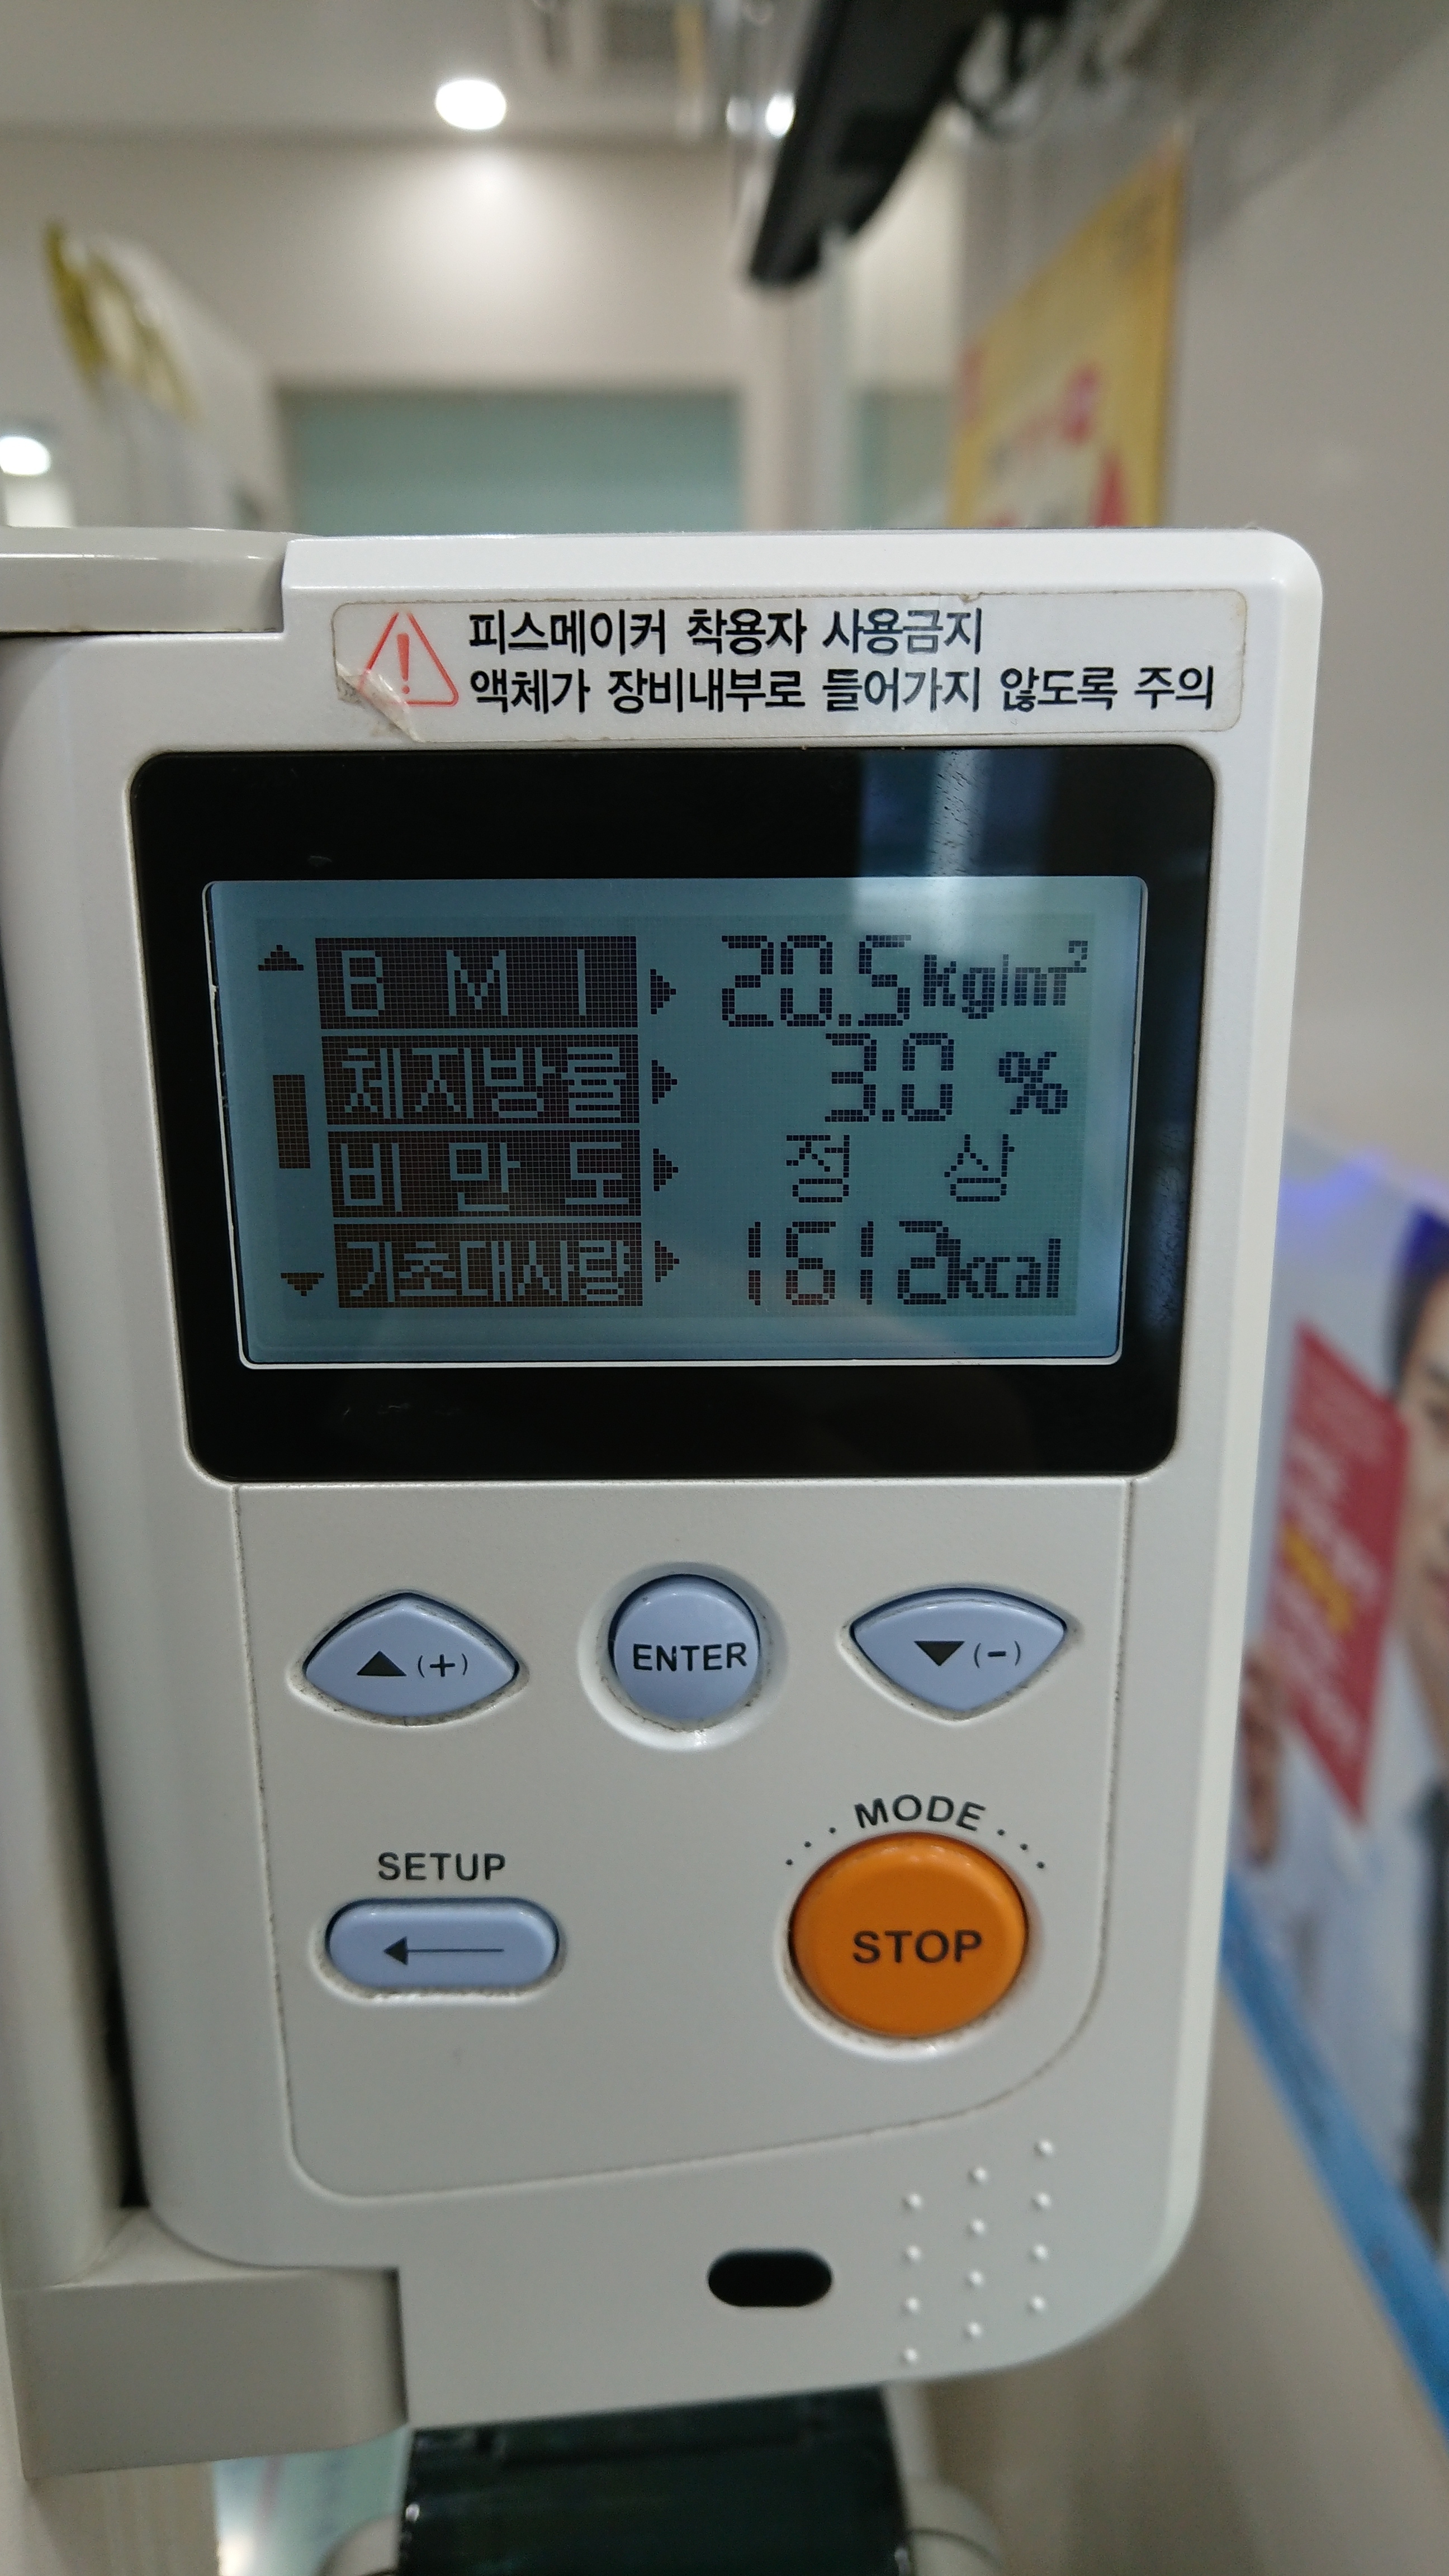 피스메이커 착용자 사용금지
액체가 장비내부로 들어가지 않도록 주의
B M I 20.5 kg/m²
체지방률 3.0 %
비 만 도 정 상
기초대사량 1612 kcal
▲(+) ENTER ▼(-)
MODE
SETUP
STOP